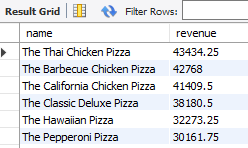 Result Grid Filter Rows:
name revenue
The Thai Chicken Pizza 43434.25
The Barbecue Chicken Pizza 42768
The California Chicken Pizza 41409.5
The Classic Deluxe Pizza 38180.5
The Hawaiian Pizza 32273.25
The Pepperoni Pizza 30161.75